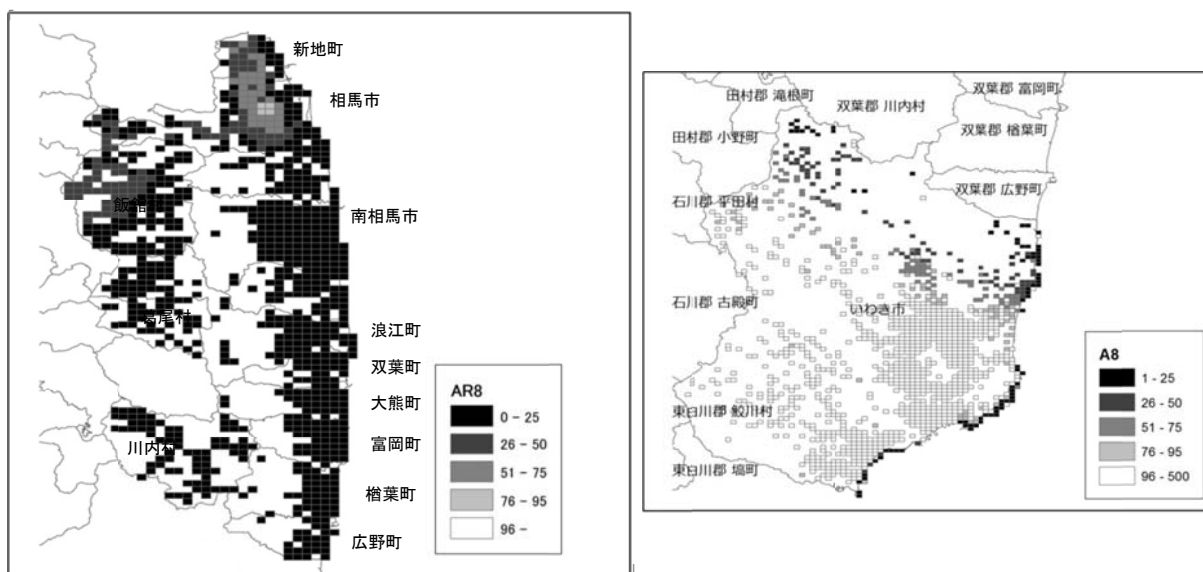 新地町
相馬市
南相馬市
浪江町
双葉町
大熊町
富岡町
川内村
楢葉町
広野町
AR8
0 – 25
26 – 50
51 – 75
76 – 95
96 –
田村郡 滝根町
双葉郡 川内村
双葉郡 富岡町
田村郡 小野町
双葉郡 楢葉町
石川郡 平田村
双葉郡 広野町
石川郡 古殿町
いわき市
東白川郡 鮫川村
東白川郡 塙町
A8
1 - 25
26 - 50
51 - 75
76 - 95
96 - 500